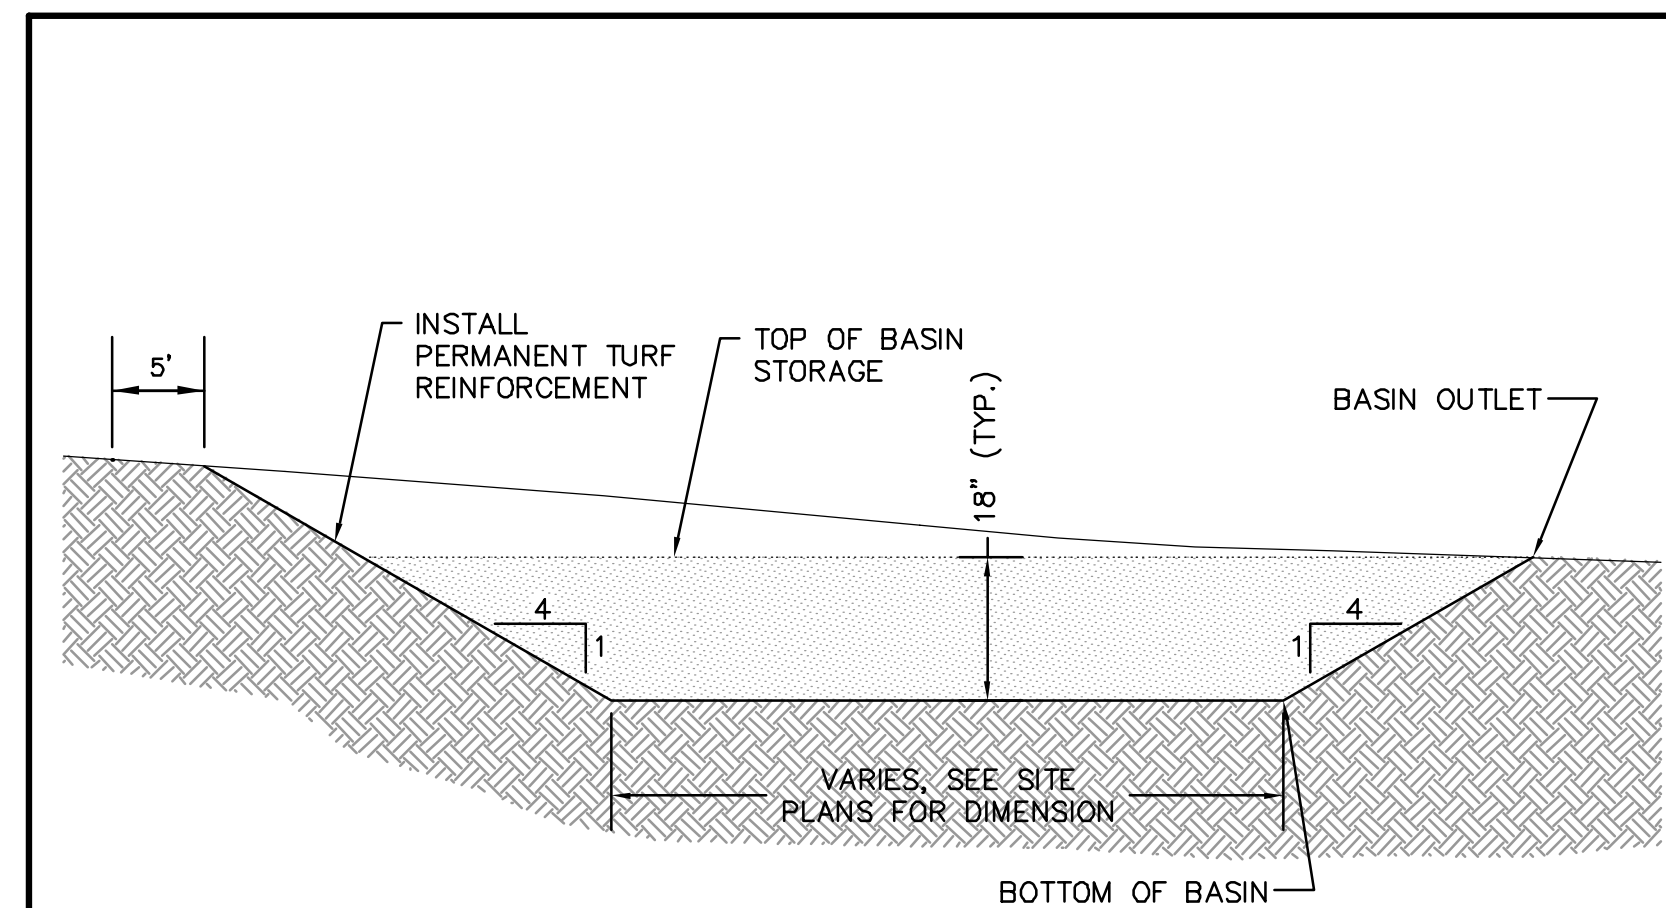 INSTALL
PERMANENT TURF
REINFORCEMENT
TOP OF BASIN
STORAGE
5'
18" (TYP.)
BASIN OUTLET
4
1
4
1
VARIES, SEE SITE
PLANS FOR DIMENSION
BOTTOM OF BASIN